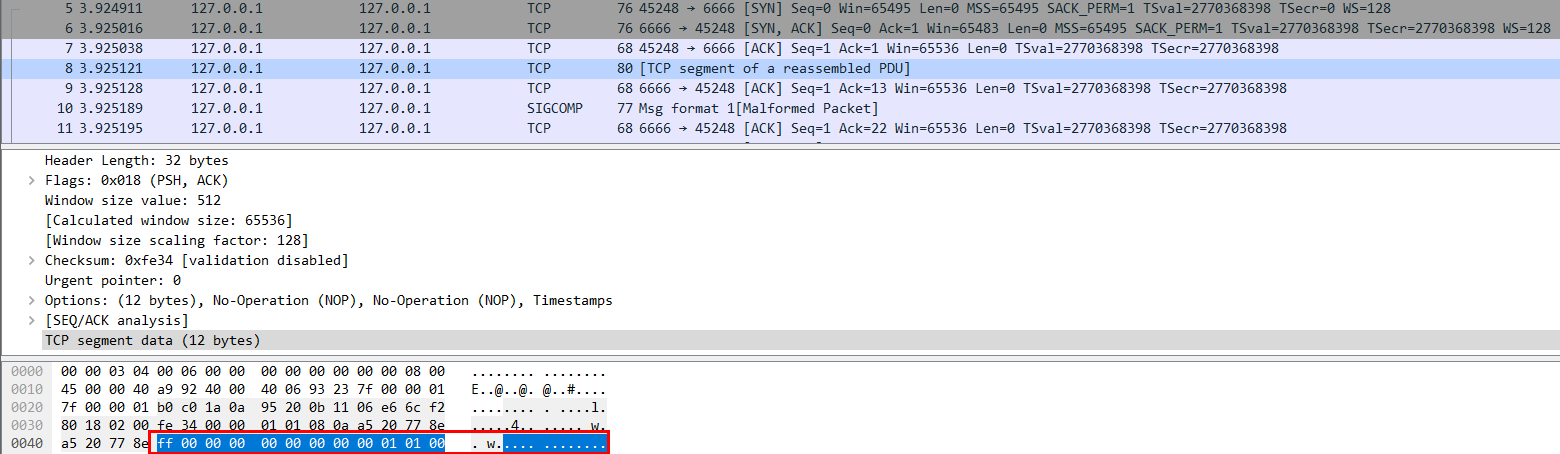 5 3.924911 127.0.0.1 127.0.0.1 TCP 76 45248 → 6666 [SYN] Seq=0 Win=65495 Len=0 MSS=65495 SACK_PERM=1 TSval=2770368398 TSecr=0 WS=128
6 3.925016 127.0.0.1 127.0.0.1 TCP 76 6666 → 45248 [SYN, ACK] Seq=0 Ack=1 Win=65483 Len=0 MSS=65495 SACK_PERM=1 TSval=2770368398 TSecr=2770368398 WS=128
7 3.925038 127.0.0.1 127.0.0.1 TCP 68 45248 → 6666 [ACK] Seq=1 Ack=1 Win=65536 Len=0 TSval=2770368398 TSecr=2770368398
8 3.925121 127.0.0.1 127.0.0.1 TCP 80 [TCP segment of a reassembled PDU]
9 3.925128 127.0.0.1 127.0.0.1 TCP 68 6666 → 45248 [ACK] Seq=1 Ack=13 Win=65536 Len=0 TSval=2770368398 TSecr=2770368398
10 3.925189 127.0.0.1 127.0.0.1 SIGCOMP 77 Msg format 1[Malformed Packet]
11 3.925195 127.0.0.1 127.0.0.1 TCP 68 6666 → 45248 [ACK] Seq=1 Ack=22 Win=65536 Len=0 TSval=2770368398 TSecr=2770368398
Header Length: 32 bytes
Flags: 0x018 (PSH, ACK)
Window size value: 512
[Calculated window size: 65536]
[Window size scaling factor: 128]
Checksum: 0xfe34 [validation disabled]
Urgent pointer: 0
Options: (12 bytes), No-Operation (NOP), No-Operation (NOP), Timestamps
[SEQ/ACK analysis]
TCP segment data (12 bytes)
0000 00 00 03 04 00 06 00 00 00 00 00 00 00 00 08 00 ........ ........
0010 45 00 00 40 a9 92 40 00 40 06 93 23 7f 00 00 01 E..@..@. @..#....
0020 7f 00 00 01 b0 c0 1a 0a 95 20 0b 11 06 e6 6c f2 ........ . ....l.
0030 80 18 02 00 fe 34 00 00 01 01 08 0a a5 20 77 8e .....4.. ..... w.
0040 a5 20 77 8e ff 00 00 00 00 00 00 00 00 01 01 00 . w..... ........